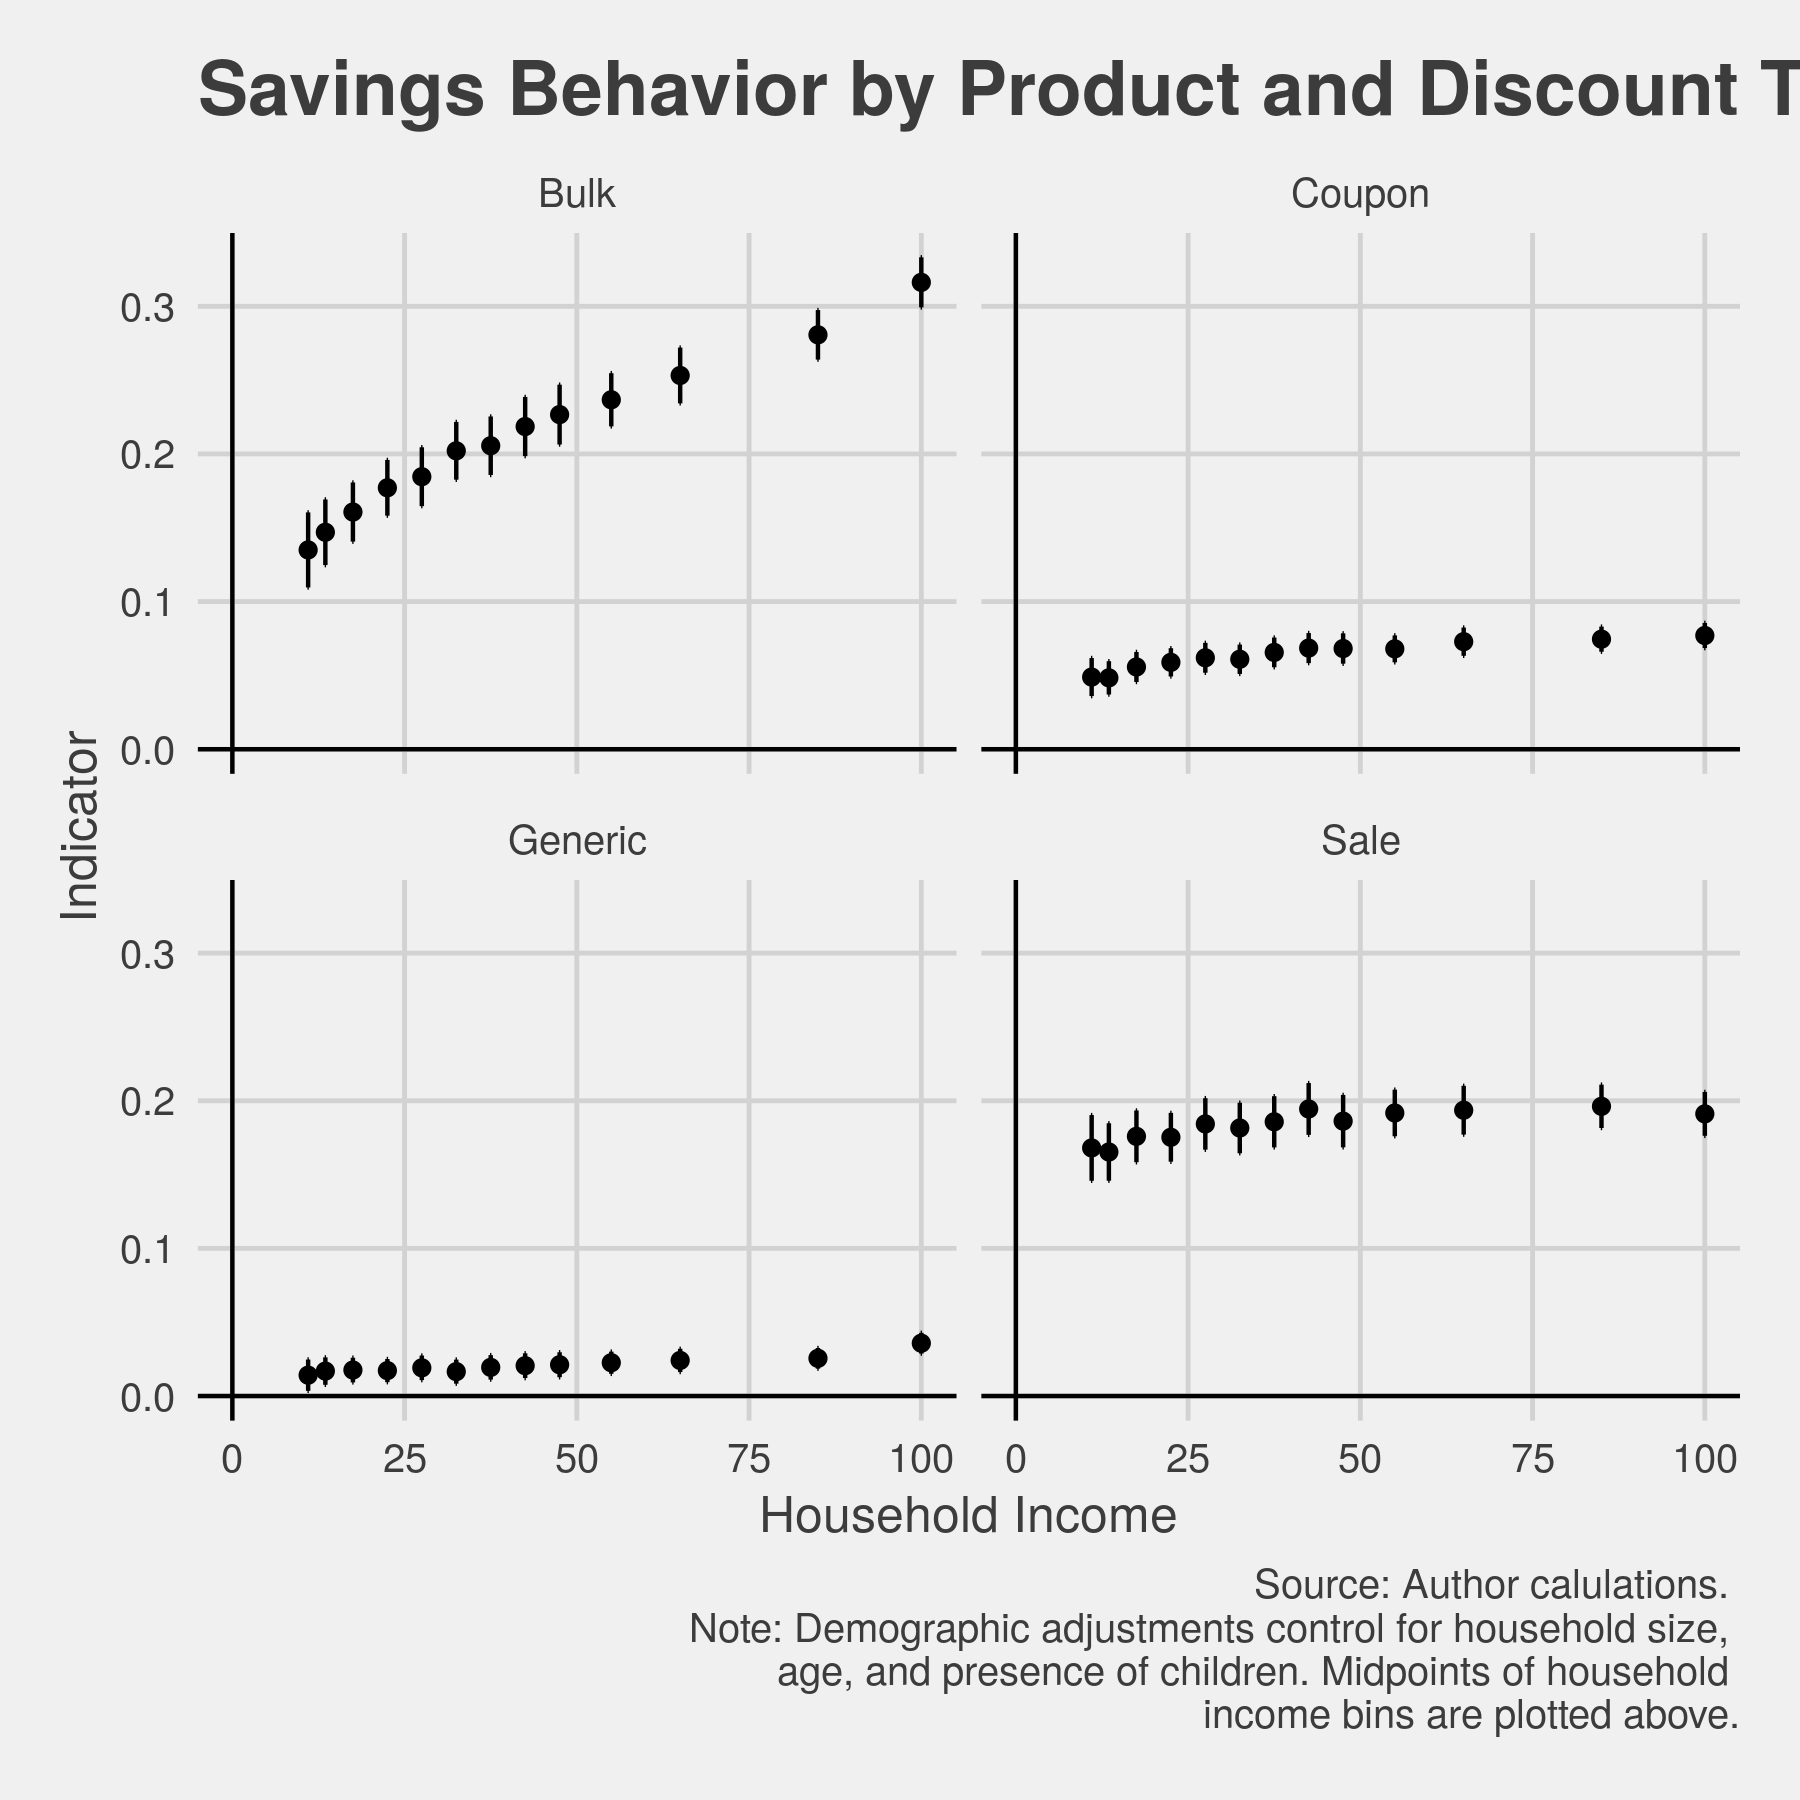 Savings Behavior by Product and Discount T
Bulk
Coupon
0.3
0.2
0.1
0.0
Indicator
Generic
Sale
0.3
0.2
0.1
0.0
0 25 50 75 100 0 25 50 75 100
Household Income
Source: Author calulations.
Note: Demographic adjustments control for household size,
age, and presence of children. Midpoints of household
income bins are plotted above.